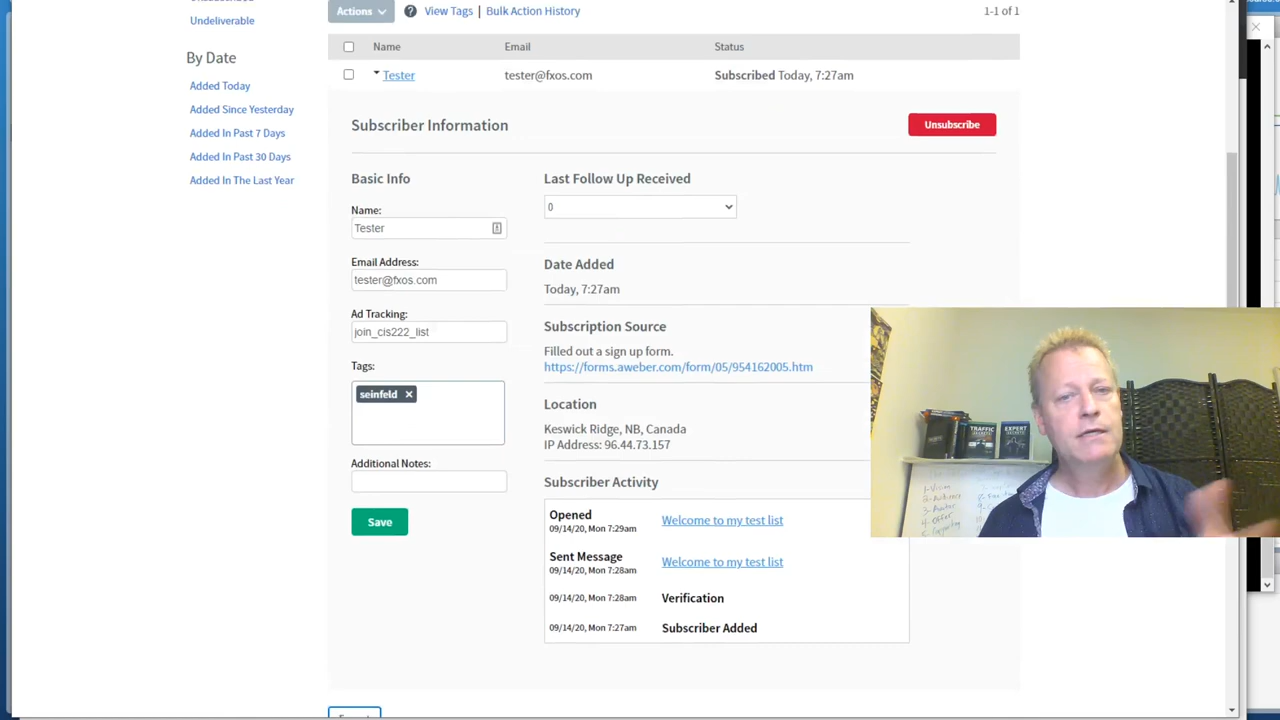 Undeliverable
By Date
Added Today
Added Since Yesterday
Added In Past 7 Days
Added In Past 30 Days
Added In The Last Year
Actions
? View Tags | Bulk Action History
1-1 of 1
Name Email Status
Tester tester@fxos.com Subscribed Today, 7:27am
Subscriber Information
Unsubscribe
Basic Info
Name:
Tester
Email Address:
tester@fxos.com
Ad Tracking:
join_cis222_list
Tags:
seinfeld ×
Additional Notes:
Save
Last Follow Up Received
0
Date Added
Today, 7:27am
Subscription Source
Filled out a sign up form.
https://forms.aweber.com/form/05/954162005.htm
Location
Keswick Ridge, NB, Canada
IP Address: 96.44.73.157
Subscriber Activity
Opened Welcome to my test list
09/14/20, Mon 7:29am
Sent Message Welcome to my test list
09/14/20, Mon 7:28am
09/14/20, Mon 7:28am Verification
09/14/20, Mon 7:27am Subscriber Added
TRAFFIC
SECRETS
EXPERT
SECRETS